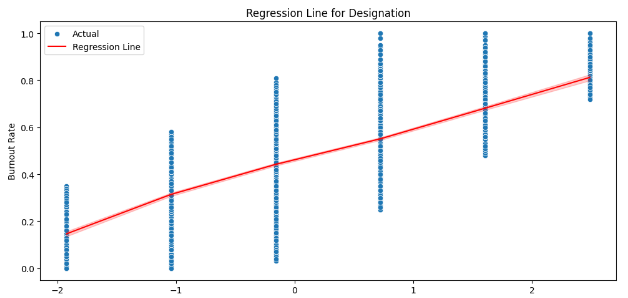 Regression Line for Designation
Actual
Regression Line
Burnout Rate
1.0
0.8
0.6
0.4
0.2
0.0
−2
−1
0
1
2